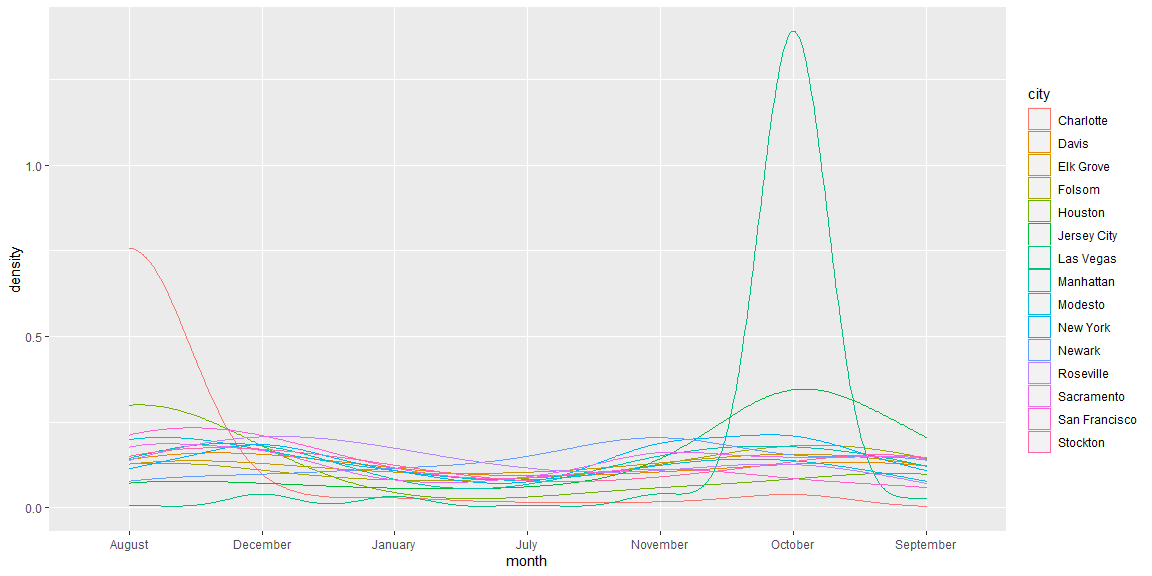 density
1.0
0.5
0.0
August December January July November October September
month
city
Charlotte
Davis
Elk Grove
Folsom
Houston
Jersey City
Las Vegas
Manhattan
Modesto
New York
Newark
Roseville
Sacramento
San Francisco
Stockton